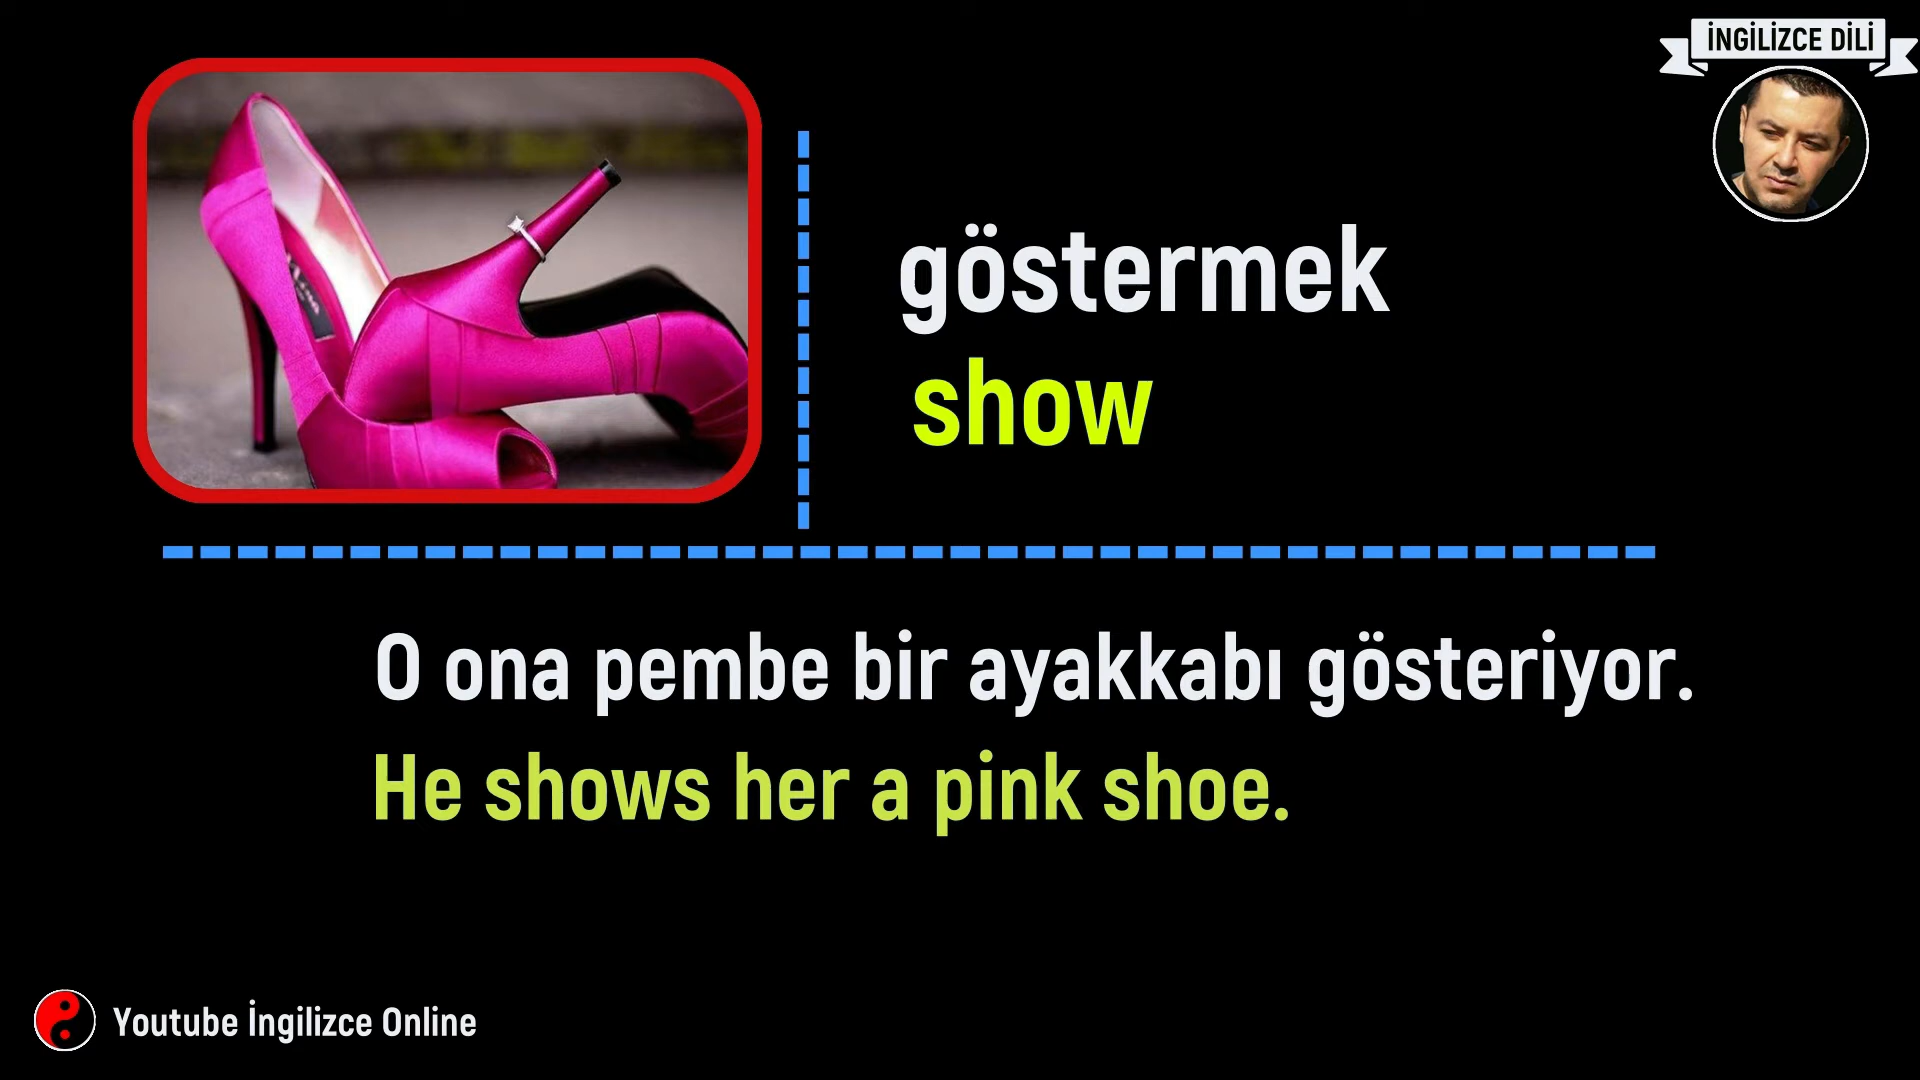 İNGİLİZCE DİLİ
göstermek
show
O ona pembe bir ayakkabı gösteriyor.
He shows her a pink shoe.
Youtube İngilizce Online